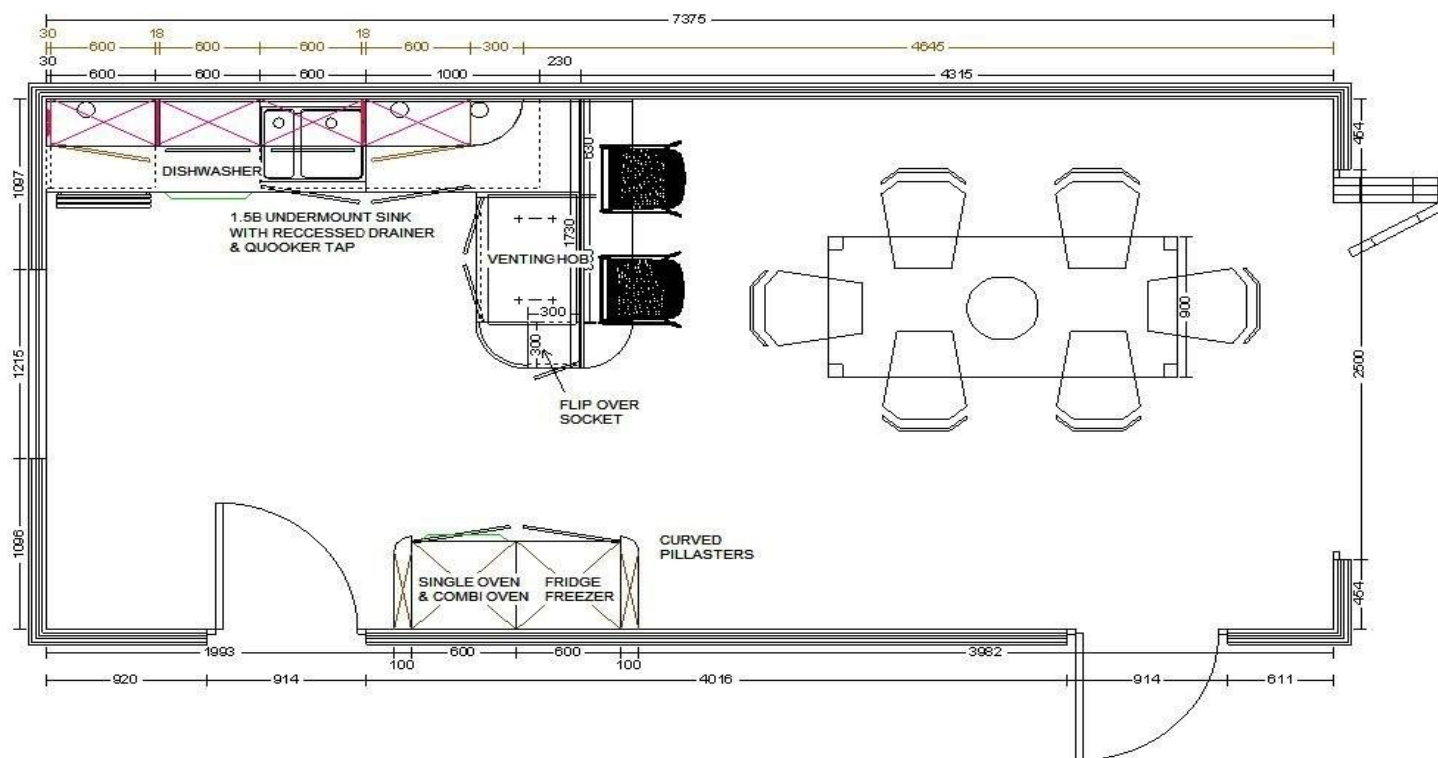 7375
30 600 18 600 600 18 600 300 4645
30 600 600 600 1000 230 4315
454
1097
630
DISHWASHER
1.5B UNDERMOUNT SINK
WITH RECCESSED DRAINER
& QUOOKER TAP
1730
VENTING HOB
300
300
900
1215
2500
FLIP OVER
SOCKET
1096
CURVED
PILLASTERS
SINGLE OVEN
& COMBI OVEN
FRIDGE
FREEZER
454
1993 100 600 600 100 3982
920 914 4016 914 611